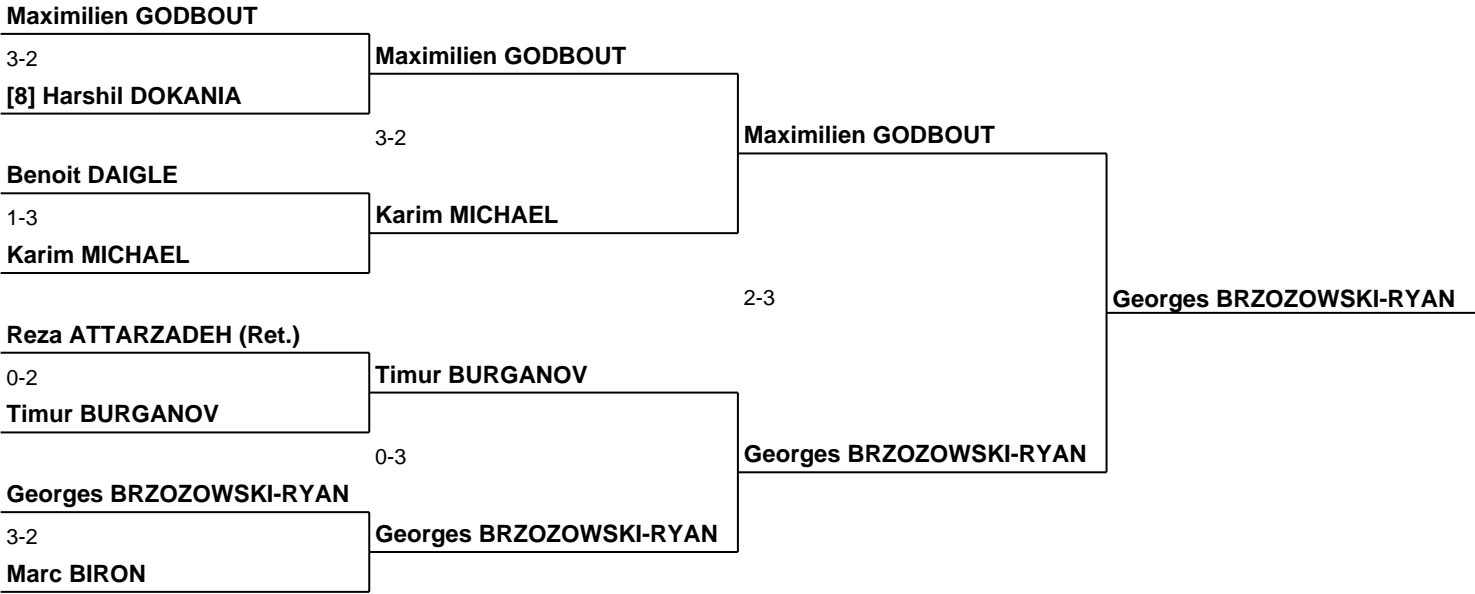 Maximilien GODBOUT
3-2
Maximilien GODBOUT
[8] Harshil DOKANIA
3-2
Maximilien GODBOUT
Benoit DAIGLE
1-3
Karim MICHAEL
Karim MICHAEL
2-3
Georges BRZOZOWSKI-RYAN
Reza ATTARZADEH (Ret.)
0-2
Timur BURGANOV
Timur BURGANOV
0-3
Georges BRZOZOWSKI-RYAN
Georges BRZOZOWSKI-RYAN
3-2
Georges BRZOZOWSKI-RYAN
Marc BIRON